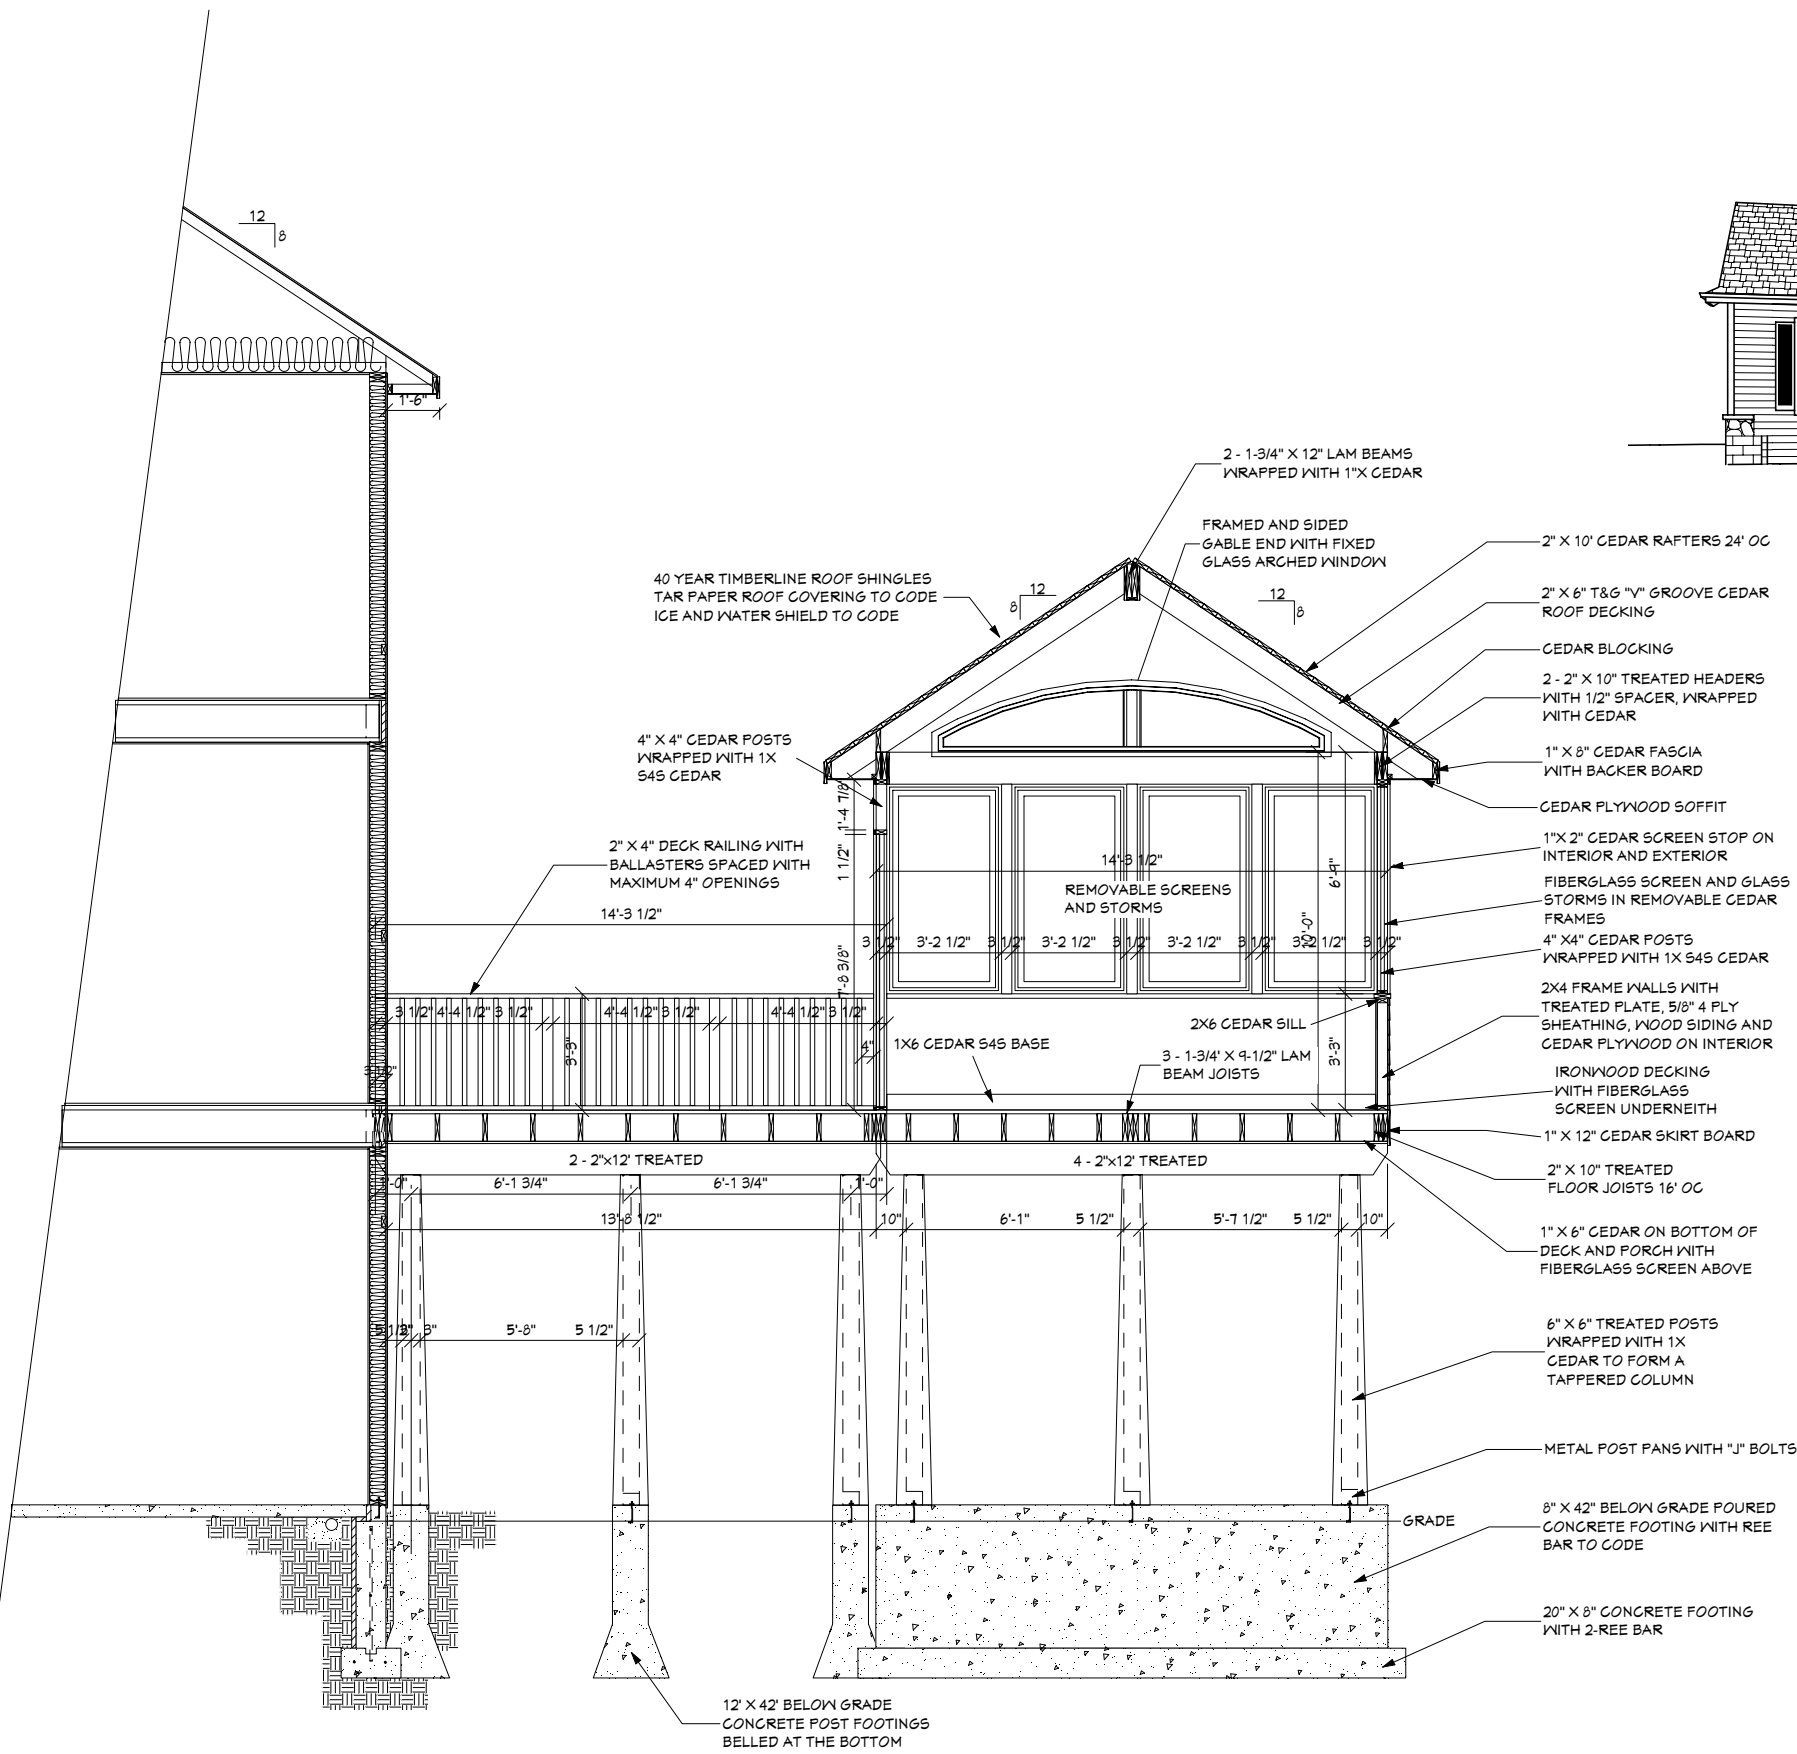 12
8
1'-6"
2 - 1-3/4" X 12" LAM BEAMS
WRAPPED WITH 1"X CEDAR
FRAMED AND SIDED
GABLE END WITH FIXED
GLASS ARCHED WINDOW
40 YEAR TIMBERLINE ROOF SHINGLES
TAR PAPER ROOF COVERING TO CODE
ICE AND WATER SHIELD TO CODE
12
8
12
8
2" X 10' CEDAR RAFTERS 24' OC
2" X 6" T&G "V" GROOVE CEDAR
ROOF DECKING
CEDAR BLOCKING
2 - 2" X 10" TREATED HEADERS
WITH 1/2" SPACER, WRAPPED
WITH CEDAR
4" X 4" CEDAR POSTS
WRAPPED WITH 1X
S4S CEDAR
1" X 8" CEDAR FASCIA
WITH BACKER BOARD
CEDAR PLYWOOD SOFFIT
1'-4 7/8"
1 1/2"
7'-8 3/8"
2" X 4" DECK RAILING WITH
BALLASTERS SPACED WITH
MAXIMUM 4" OPENINGS
1"X 2" CEDAR SCREEN STOP ON
INTERIOR AND EXTERIOR
14'-3 1/2"
6'-9"
REMOVABLE SCREENS
AND STORMS
FIBERGLASS SCREEN AND GLASS
STORMS IN REMOVABLE CEDAR
FRAMES
14'-3 1/2"
10'-0"
3 1/2" 3'-2 1/2" 3 1/2" 3'-2 1/2" 3 1/2" 3'-2 1/2" 3 1/2" 3'-2 1/2" 3 1/2"
4" X4" CEDAR POSTS
WRAPPED WITH 1X S4S CEDAR
2X4 FRAME WALLS WITH
TREATED PLATE, 5/8" 4 PLY
SHEATHING, WOOD SIDING AND
CEDAR PLYWOOD ON INTERIOR
3 1/2" 4'-4 1/2" 3 1/2" 4'-4 1/2" 3 1/2" 4'-4 1/2" 3 1/2"
3'-3"
4"
3 1/2"
2X6 CEDAR SILL
1X6 CEDAR S4S BASE
3'-3"
3 - 1-3/4' X 9-1/2" LAM
BEAM JOISTS
IRONWOOD DECKING
WITH FIBERGLASS
SCREEN UNDERNEITH
1" X 12" CEDAR SKIRT BOARD
2 - 2"x12' TREATED
4 - 2"x12' TREATED
2" X 10" TREATED
FLOOR JOISTS 16' OC
1'-0" 6'-1 3/4" 6'-1 3/4" 1'-0"
13'-8 1/2" 10" 6'-1" 5 1/2" 5'-7 1/2" 5 1/2" 10"
1" X 6" CEDAR ON BOTTOM OF
DECK AND PORCH WITH
FIBERGLASS SCREEN ABOVE
5 1/2" 3" 5'-8" 5 1/2"
6" X 6" TREATED POSTS
WRAPPED WITH 1X
CEDAR TO FORM A
TAPPERED COLUMN
METAL POST PANS WITH "J" BOLTS
8" X 42" BELOW GRADE POURED
CONCRETE FOOTING WITH REE
BAR TO CODE
GRADE
20" X 8" CONCRETE FOOTING
WITH 2-REE BAR
12' X 42' BELOW GRADE
CONCRETE POST FOOTINGS
BELLED AT THE BOTTOM